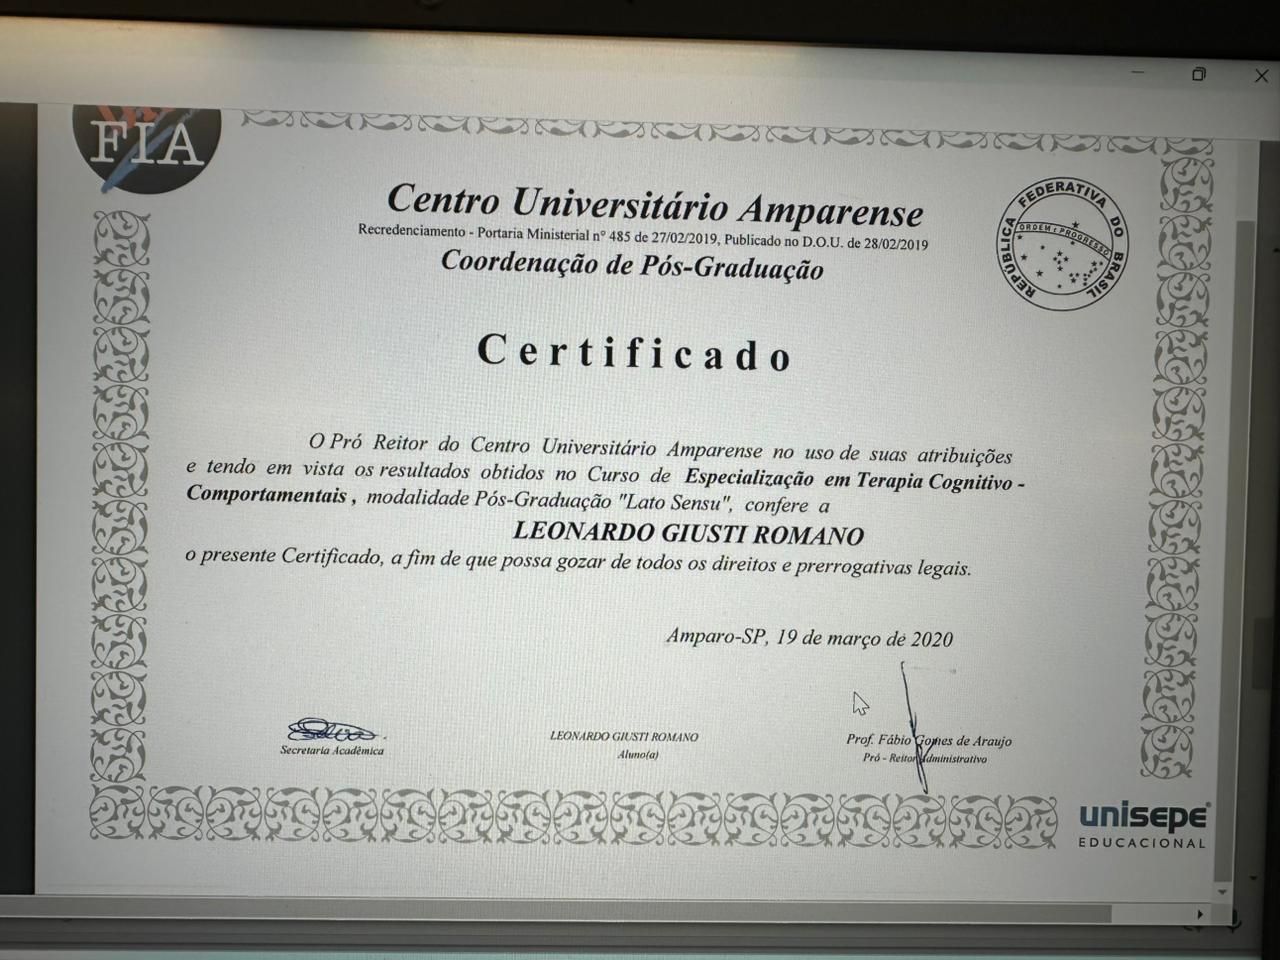 FIA
Centro Universitário Amparense
Recredenciamento - Portaria Ministerial nº 485 de 27/02/2019, Publicado no D.O.U. de 28/02/2019
Coordenação de Pós-Graduação
REPÚBLICA FEDERATIVA DO BRASIL
ORDEM E PROGRESSO
Certificado
O Pró Reitor do Centro Universitário Amparense no uso de suas atribuições
e tendo em vista os resultados obtidos no Curso de Especialização em Terapia Cognitivo -
Comportamentais , modalidade Pós-Graduação "Lato Sensu", confere a
LEONARDO GIUSTI ROMANO
o presente Certificado, a fim de que possa gozar de todos os direitos e prerrogativas legais.
Amparo-SP, 19 de março de 2020
Secretaria Acadêmica
LEONARDO GIUSTI ROMANO
Aluno(a)
Prof. Fábio Gomes de Araujo
Pró - Reitor Administrativo
unisepe
EDUCACIONAL